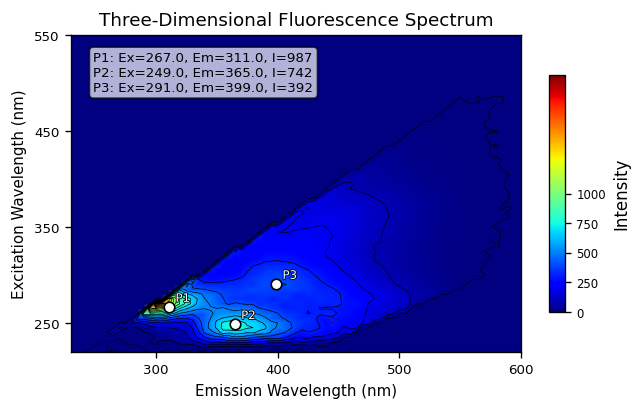 Three-Dimensional Fluorescence Spectrum
P1: Ex=267.0, Em=311.0, I=987
P2: Ex=249.0, Em=365.0, I=742
P3: Ex=291.0, Em=399.0, I=392
550
450
350
250
Excitation Wavelength (nm)
P1
P2
P3
300
400
500
600
Emission Wavelength (nm)
1000
750
500
250
0
Intensity